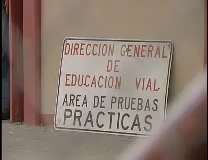 DIRECCION GENERAL
DE
EDUCACION VIAL
AREA DE PRUEBAS
PRACTICAS